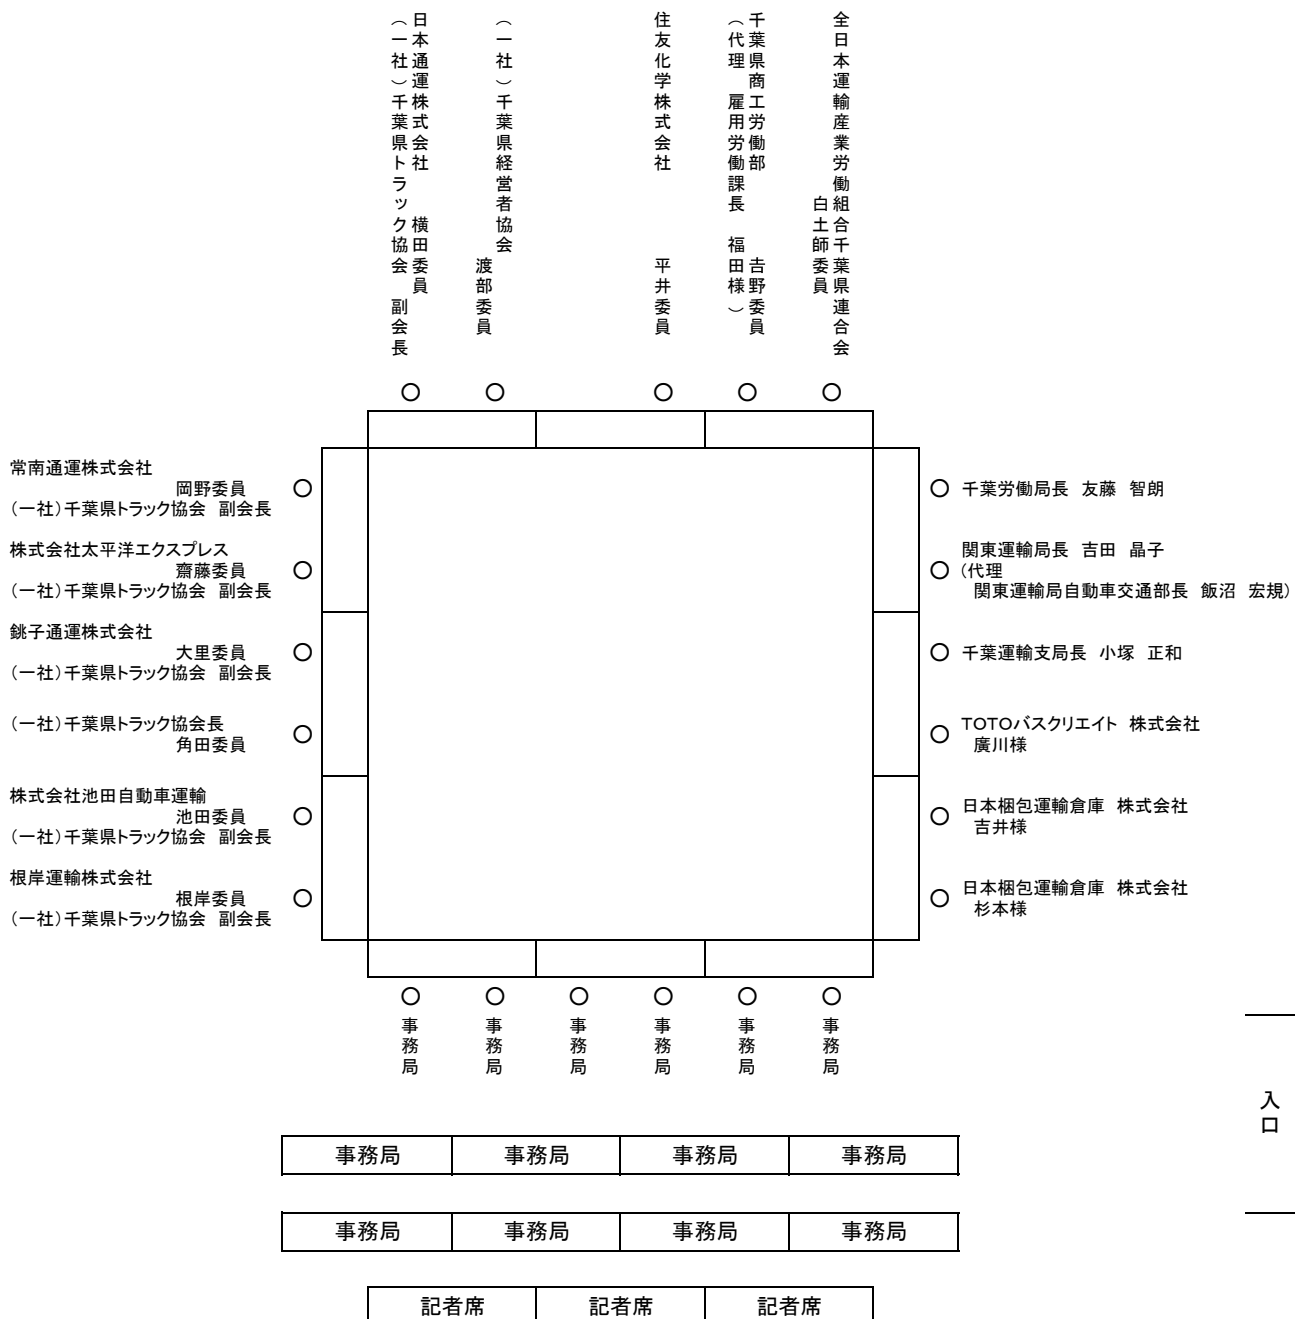 全日本運輸産業労働組合千葉県連合会
白土師委員
千葉県商工労働部　吉野委員
（代理　雇用労働課長　福田様）
住友化学株式会社　平井委員
（一社）千葉県経営者協会
渡部委員
日本通運株式会社　横田委員
（一社）千葉県トラック協会　副会長
常南通運株式会社
岡野委員
（一社）千葉県トラック協会　副会長
株式会社太平洋エクスプレス
齋藤委員
（一社）千葉県トラック協会　副会長
銚子通運株式会社
大里委員
（一社）千葉県トラック協会　副会長
（一社）千葉県トラック協会長
角田委員
株式会社池田自動車運輸
池田委員
（一社）千葉県トラック協会　副会長
根岸運輸株式会社
根岸委員
（一社）千葉県トラック協会　副会長
千葉労働局長　友藤　智朗
関東運輸局長　吉田　晶子
（代理
関東運輸局自動車交通部長　飯沼　宏規）
千葉運輸支局長　小塚　正和
TOTOバスクリエイト　株式会社
廣川様
日本梱包運輸倉庫　株式会社
吉井様
日本梱包運輸倉庫　株式会社
杉本様
事務局　事務局　事務局　事務局　事務局　事務局
入口
事務局　事務局　事務局　事務局
事務局　事務局　事務局　事務局
記者席　記者席　記者席